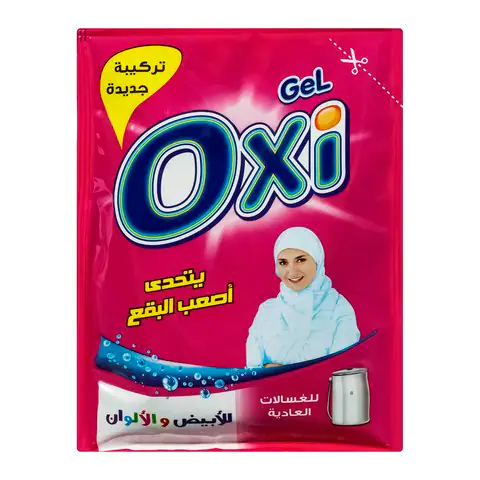 تركيبة
جديدة
GeL
Oxi
يتحدى
أصعب البقع
للغسالات
العادية
للأبيض والألوان